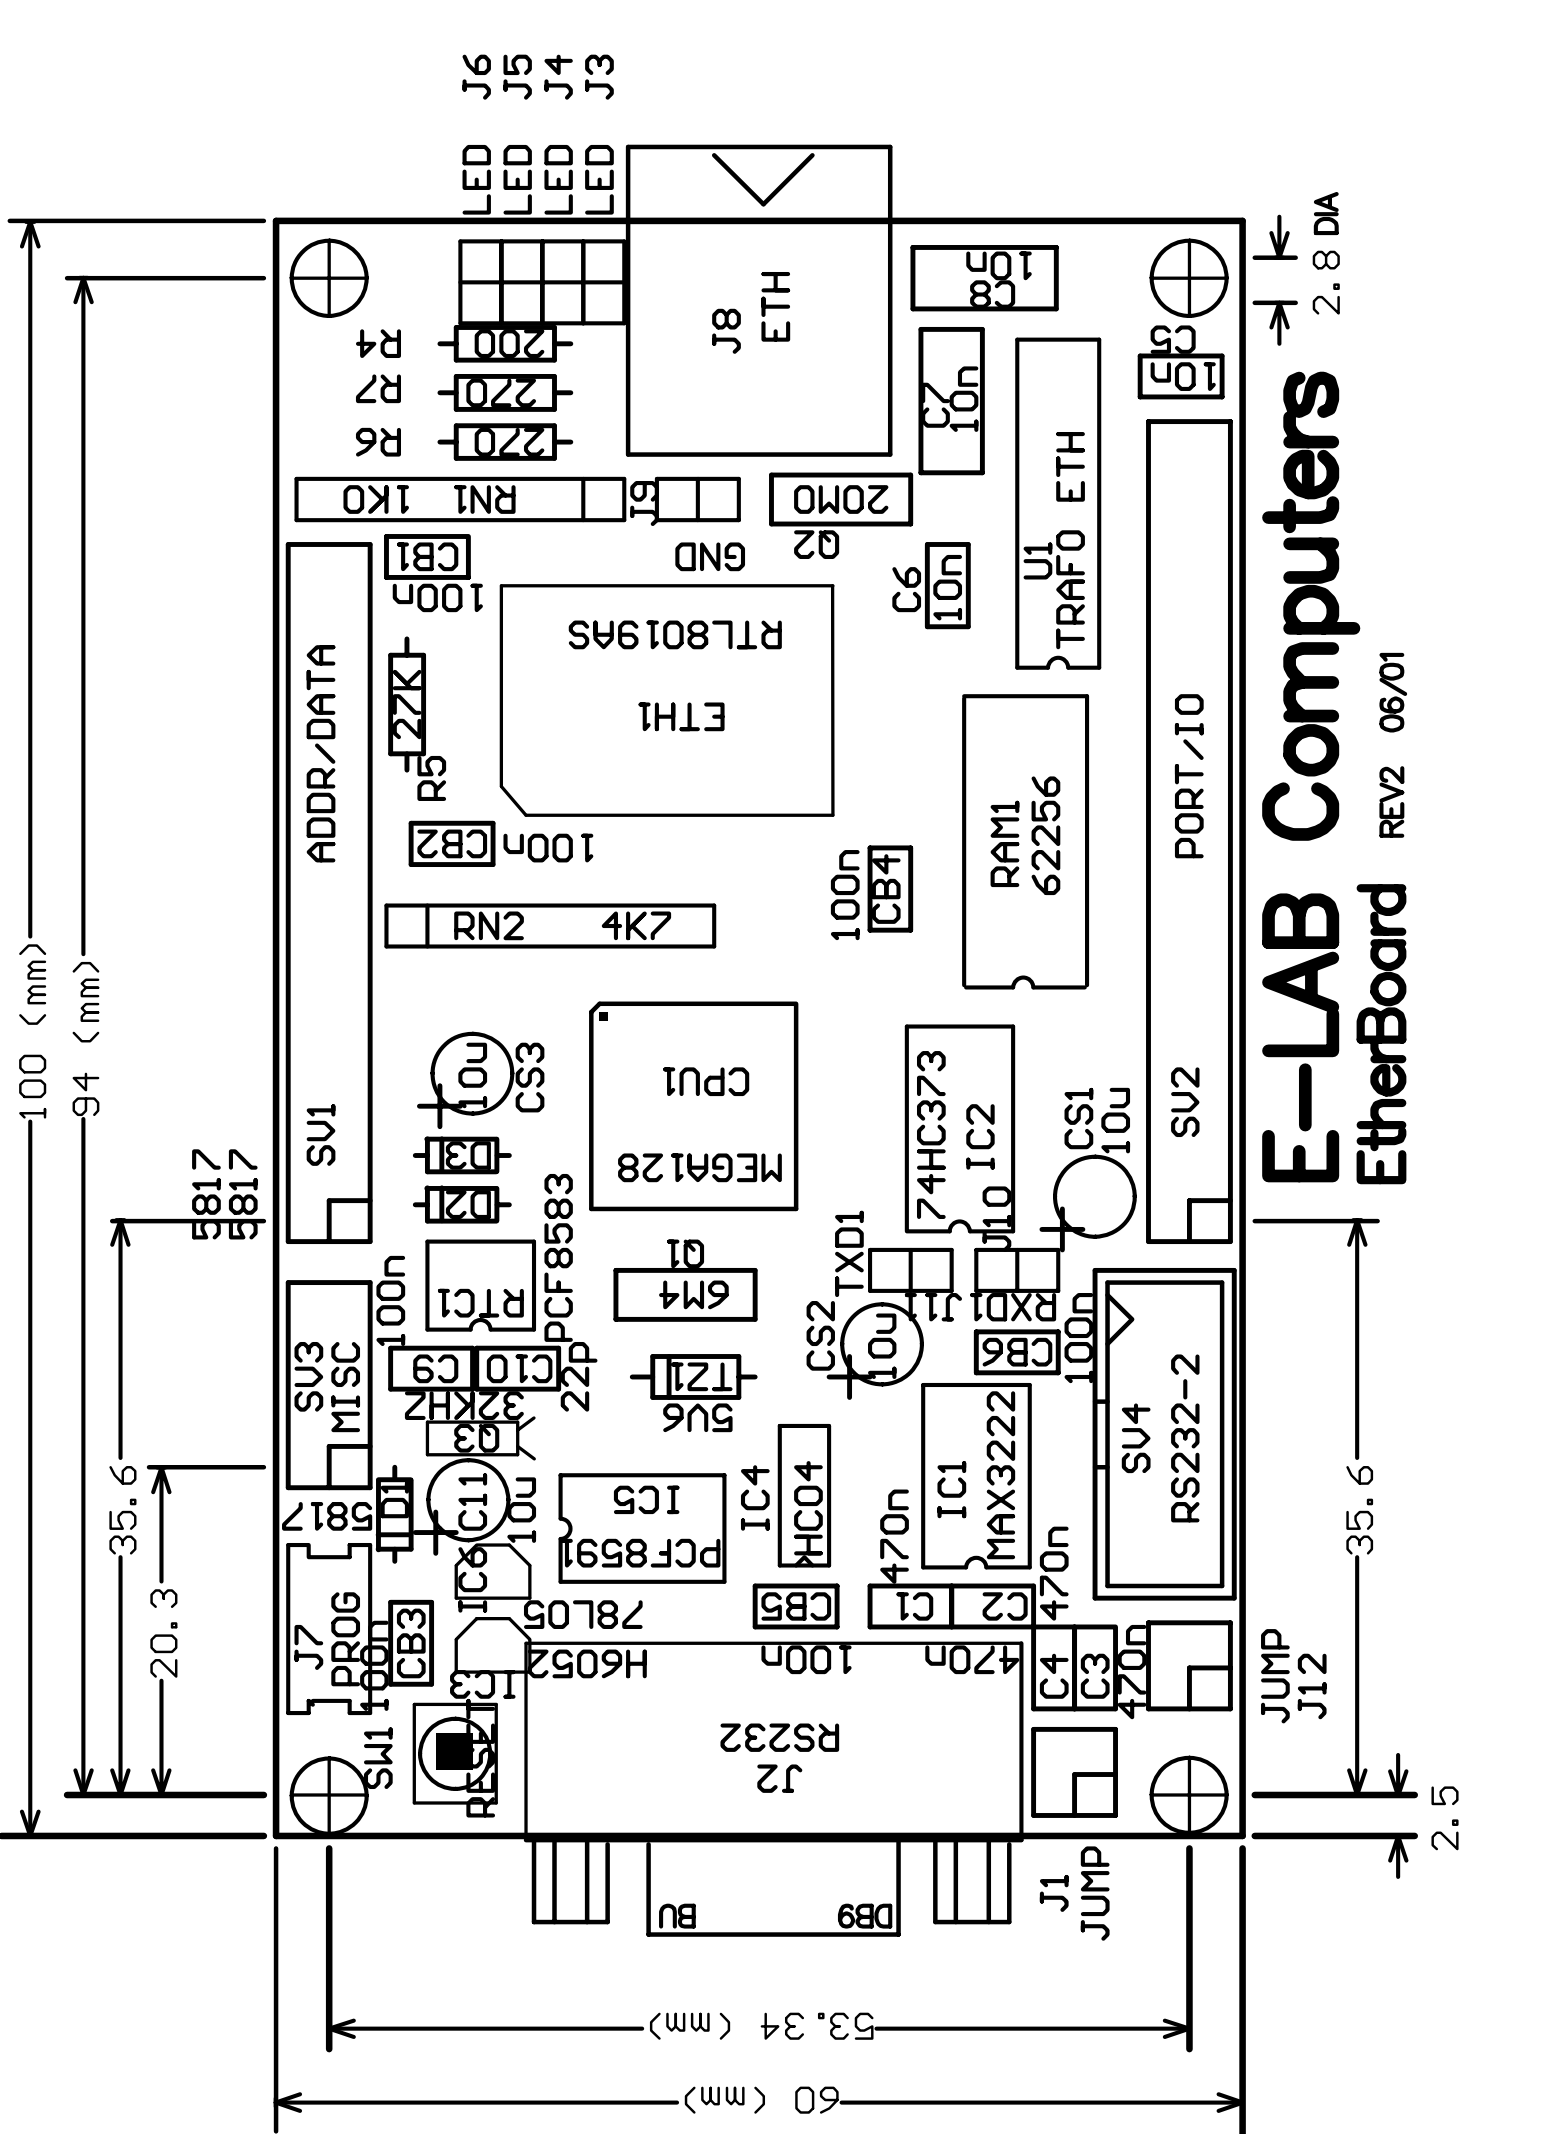 LED J6
LED J5
LED J4
LED J3
R4
200
R7
270
R6
270
J8
ETH
10n
C8
C5
10n
C7
10n
2.8 DIA
1K0 RN1
J9
20M0
Q2
GND
CB1
100n
C6
10n
U1
TRAFO ETH
RTL8019AS
ETH1
27K
R5
ADDR/DATA
SV1
CB2
100n
RN2 4K7
100n
CB4
RAM1
62256
PORT/IO
SV2
100 (mm)
94 (mm)
10u
CS3
CPU1
MEGA128
74HC373
IC2
CS1
10u
5817
5817
D3
D2
PCF8583
RTC1
100n
Q1
6M4
TXD1
J10
J11
RXD1
CS2
10u
CB6
100n
SV3
MISC
C9
C10
22p
32KHZ
Q3
TZ1
5V6
C11
10u
5817
D1
IC5
PCF8591
IC4
HC04
IC1
MAX3222
470n
470n
SV4
RS232-2
35.6
20.3
35.6
J7
PROG
100n
CB3
IC6
78L05
H6052
IC3
CB5
100n
C1
C2
470n
C4
C3
470n
SW1
RESET
RS232
J2
JUMP
J12
2.5
BU
DB9
J1
JUMP
53.34 (mm)
60 (mm)
E-LAB Computers
EtherBoard REV2 06/01